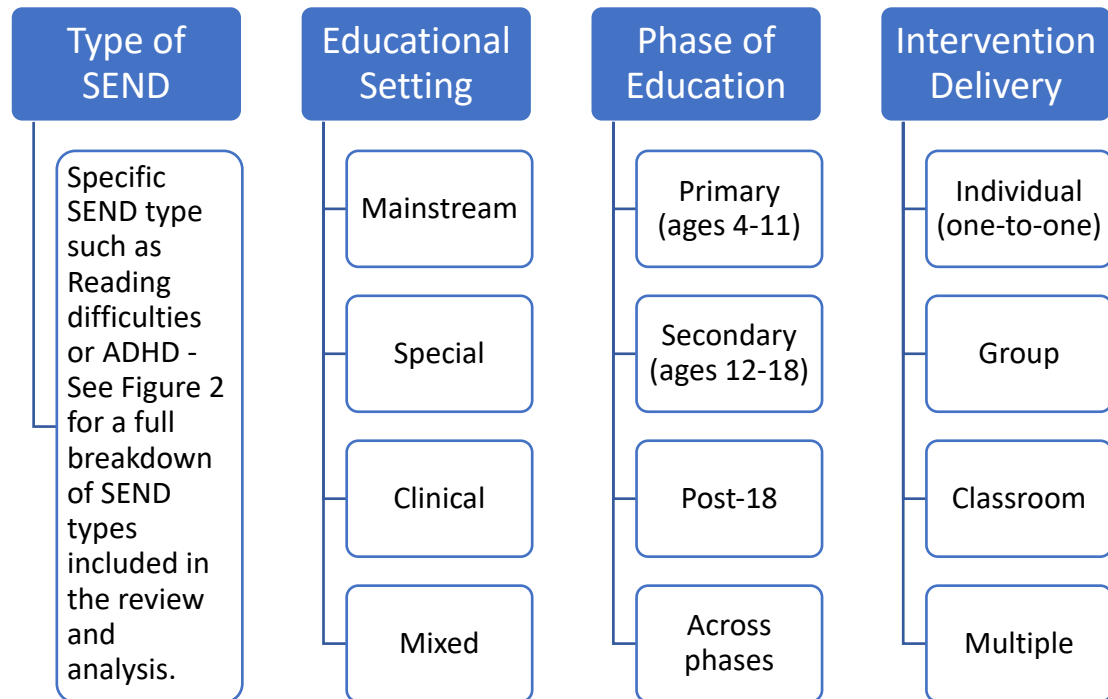 Type of
SEND
Specific
SEND type
such as
Reading
difficulties
or ADHD -
See Figure 2
for a full
breakdown
of SEND
types
included in
the review
and
analysis.
Educational
Setting
Mainstream
Special
Clinical
Mixed
Phase of
Education
Primary
(ages 4-11)
Secondary
(ages 12-18)
Post-18
Across
phases
Intervention
Delivery
Individual
(one-to-one)
Group
Classroom
Multiple